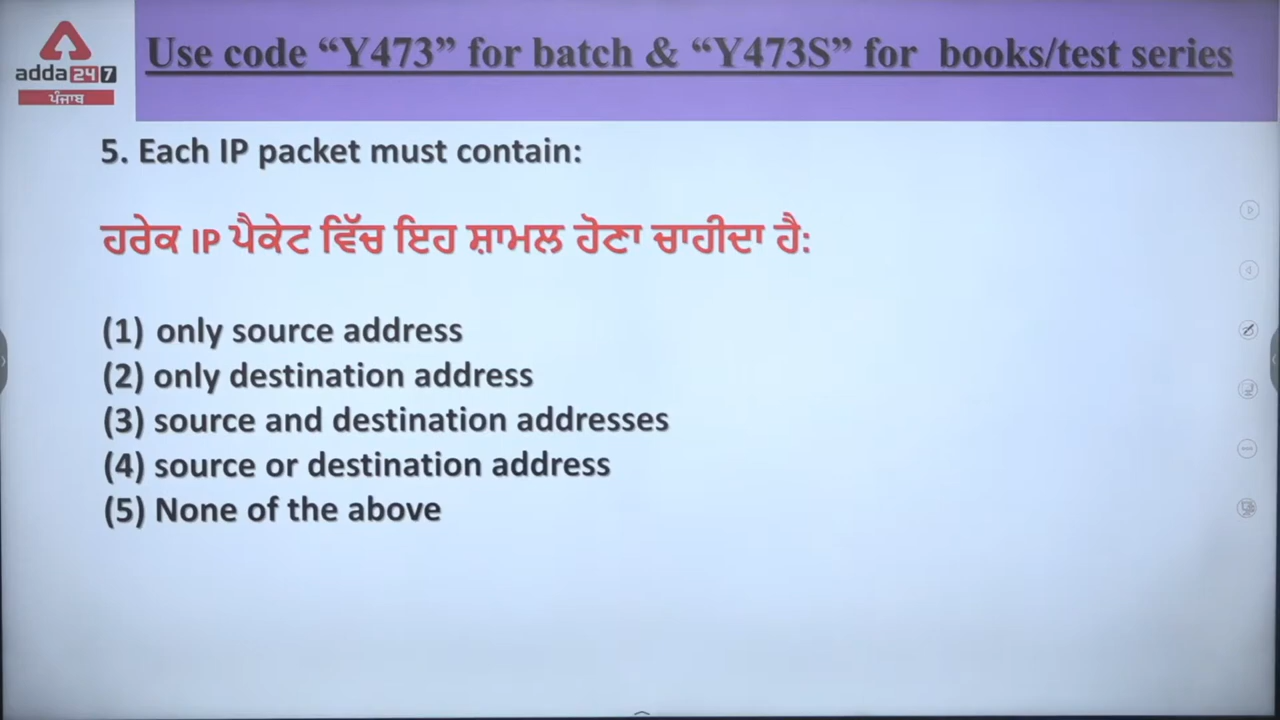 adda 247
ਪੰਜਾਬ
Use code “Y473” for batch & “Y473S” for books/test series
5. Each IP packet must contain:
ਹਰੇਕ IP ਪੈਕੇਟ ਵਿੱਚ ਇਹ ਸ਼ਾਮਲ ਹੋਣਾ ਚਾਹੀਦਾ ਹੈ:
(1) only source address
(2) only destination address
(3) source and destination addresses
(4) source or destination address
(5) None of the above